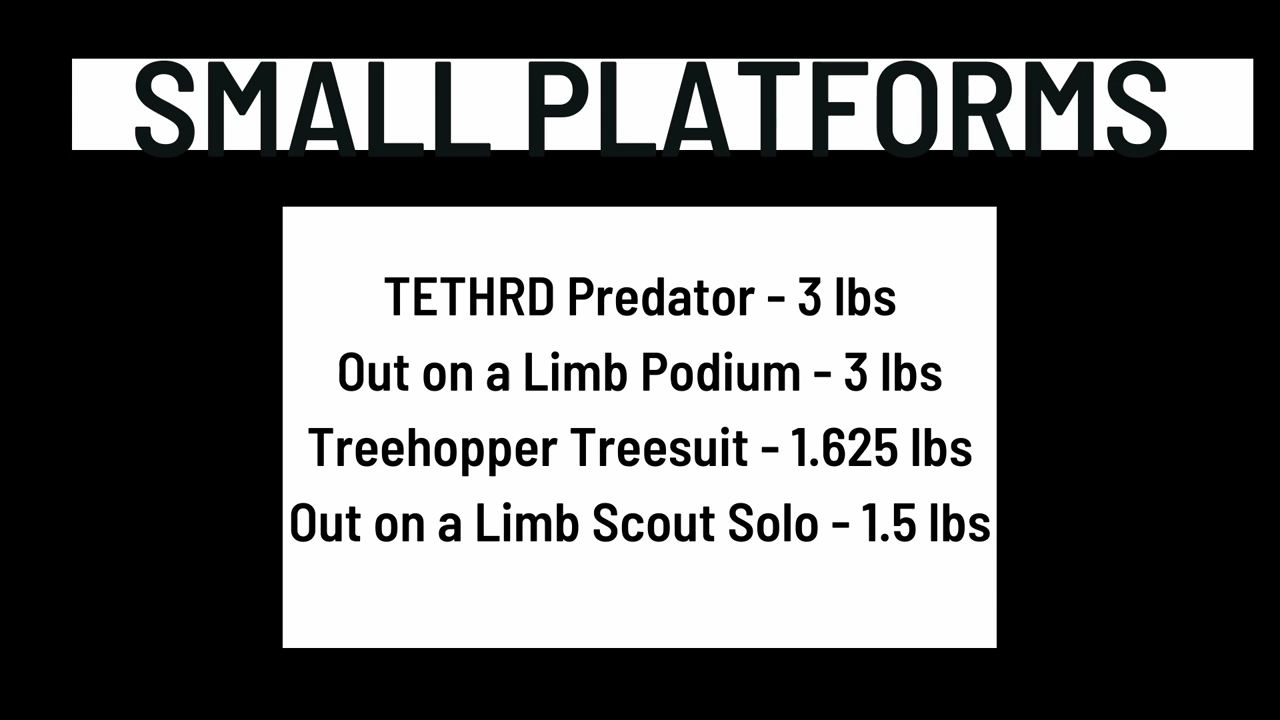 SMALL PLATFORMS
TETHRD Predator - 3 lbs
Out on a Limb Podium - 3 lbs
Treehopper Treesuit - 1.625 lbs
Out on a Limb Scout Solo - 1.5 lbs